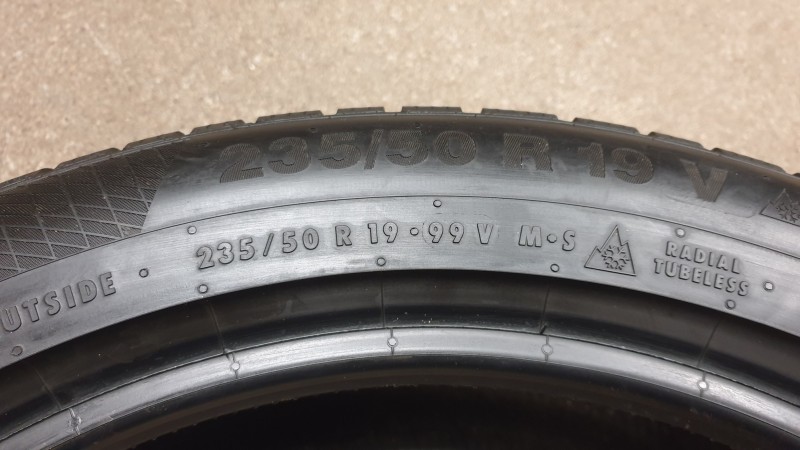 235/50 R 19 V
UTSIDE • 235/50 R 19 • 99 V M•S RADIAL
TUBELESS